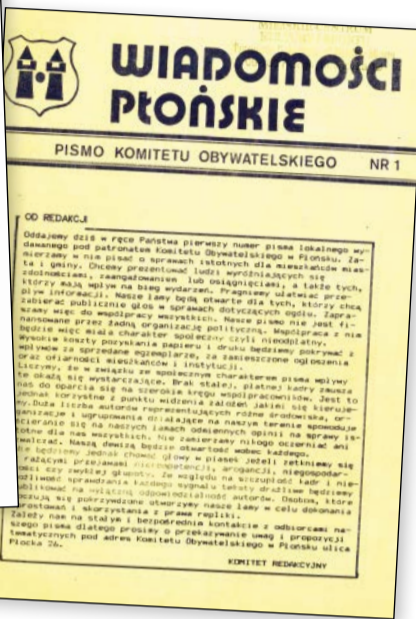 MIEJSKIE CENTRUM
WIADOMOŚCI
PŁOŃSKIE
PISMO KOMITETU OBYWATELSKIEGO NR 1
OD REDAKCJI
Oddajemy dziś w ręce Państwa pierwszy numer pisma lokalnego wy-
dawanego pod patronatem Komitetu Obywatelskiego w Płońsku. Za-
mierzamy w nim pisać o sprawach istotnych dla mieszkańców mias-
ta i gminy. Chcemy prezentować ludzi wyróżniających się
zdolnościami, zaangażowaniem lub osiągnięciami, a także tych,
którzy mają wpływ na bieg wydarzeń. Pragniemy ułatwiać prze-
pływ informacji. Nasze łamy będą otwarte dla tych, którzy chcą
zabierać publicznie głos w sprawach dotyczących ogółu. Zapra-
szamy więc do współpracy wszystkich. Nasze pismo nie jest fi-
nansowane przez żadną organizację polityczną. Współpraca z nim
będzie więc miała charakter społeczny czyli nieodpłatny.
Wysokie koszty pozyskania papieru i druku będziemy pokrywać z
wpływów za sprzedane egzemplarze, za zamieszczone ogłoszenia
oraz ofiarności mieszkańców i instytucji.
Liczymy, że w związku ze społecznym charakterem pisma wpływy
te okażą się wystarczające. Brak stałej, płatnej kadry zmusza
nas do oparcia się na szerokim kręgu współpracowników. Jest to
jednak korzystne z punktu widzenia założeń jakimi się kieruje-
my. Duża liczba autorów reprezentujących różne środowiska, or-
ganizacje i ugrupowania działające na naszym terenie spowoduje
ścieranie się na naszych łamach odmiennych opinii na sprawy is-
totne dla nas wszystkich. Nie zamierzamy nikogo oczerniać ani
zwalczać. Naszą dewizą będzie otwartość wobec każdego.
Nie będziemy jednak chować głowy w piasek jeżeli zetkniemy się
z rażącymi przejawami niekompetencji, arogancji, niegospodar-
ności czy zwykłej głupoty. Ze względu na szczupłość kadr i nie-
możliwość sprawdzania każdego sygnału teksty drażliwe będziemy
publikować na wyłączną odpowiedzialność autorów. Osobom, które
poczują się pokrzywdzone otworzymy nasze łamy w celu dokonania
sprostowań i skorzystania z prawa repliki.
Zależy nam na stałym i bezpośrednim kontakcie z odbiorcami na-
szego pisma dlatego prosimy o przekazywanie uwag i propozycji
tematycznych pod adres Komitetu Obywatelskiego w Płońsku ulica
Płocka 26.
KOMITET REDAKCYJNY